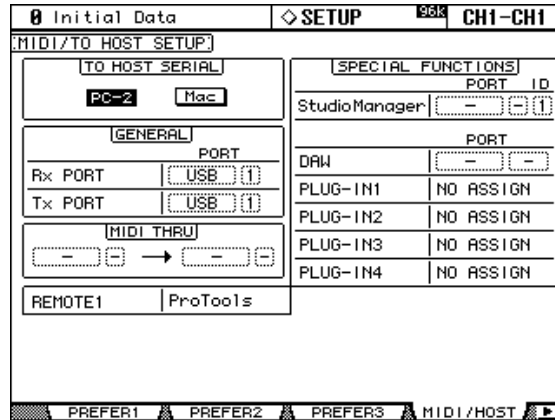 0 Initial Data ◇SETUP 96K CH1-CH1
MIDI/TO HOST SETUP
TO HOST SERIAL
PC-2 Mac
GENERAL
PORT
Rx PORT USB 1
Tx PORT USB 1
MIDI THRU
- - → - -
REMOTE1 ProTools
SPECIAL FUNCTIONS
PORT ID
StudioManager - - 1
PORT
DAW - -
PLUG-IN1 NO ASSIGN
PLUG-IN2 NO ASSIGN
PLUG-IN3 NO ASSIGN
PLUG-IN4 NO ASSIGN
PREFER1 PREFER2 PREFER3 MIDI/HOST